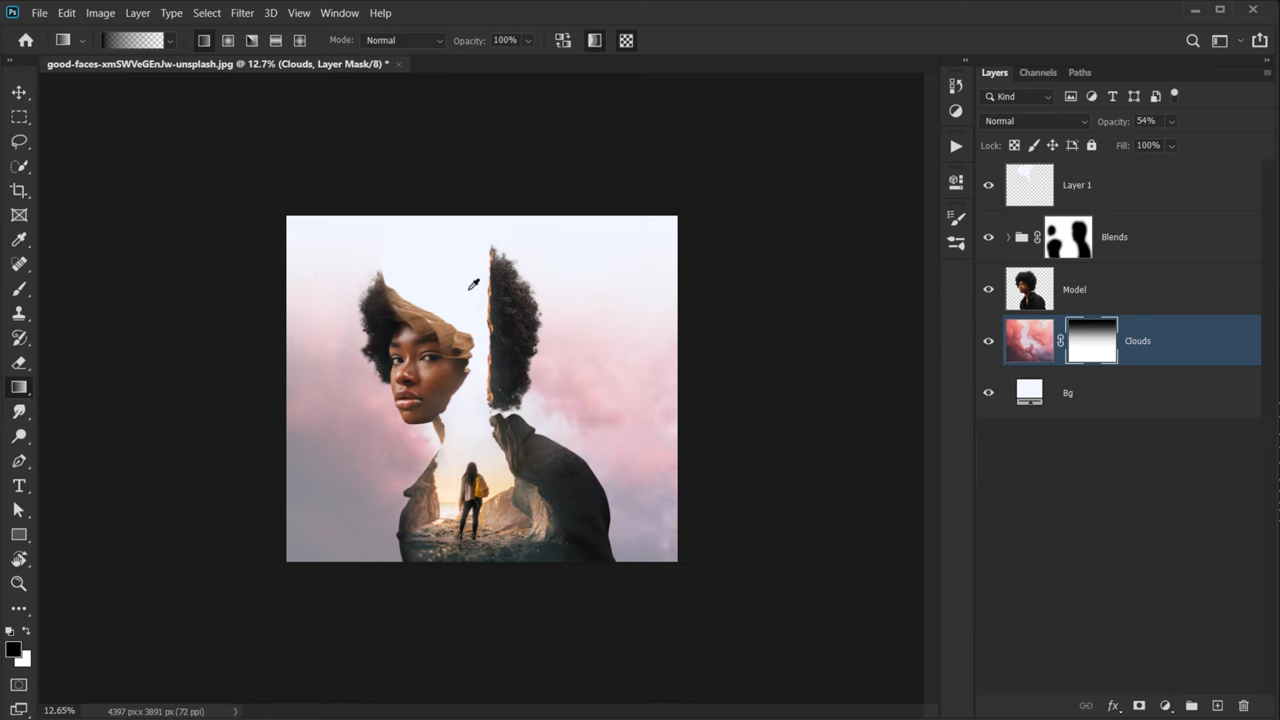 Ps File Edit Image Layer Type Select Filter 3D View Window Help
Mode: Normal Opacity: 100%
good-faces-xmSWVeGEnJw-unsplash.jpg @ 12.7% (Clouds, Layer Mask/8) * ×
Layers Channels Paths
Kind
Normal Opacity: 54%
Lock: Fill: 100%
Layer 1
Blends
Model
Clouds
Bg
12.65% 4397 px x 3891 px (72 ppi)